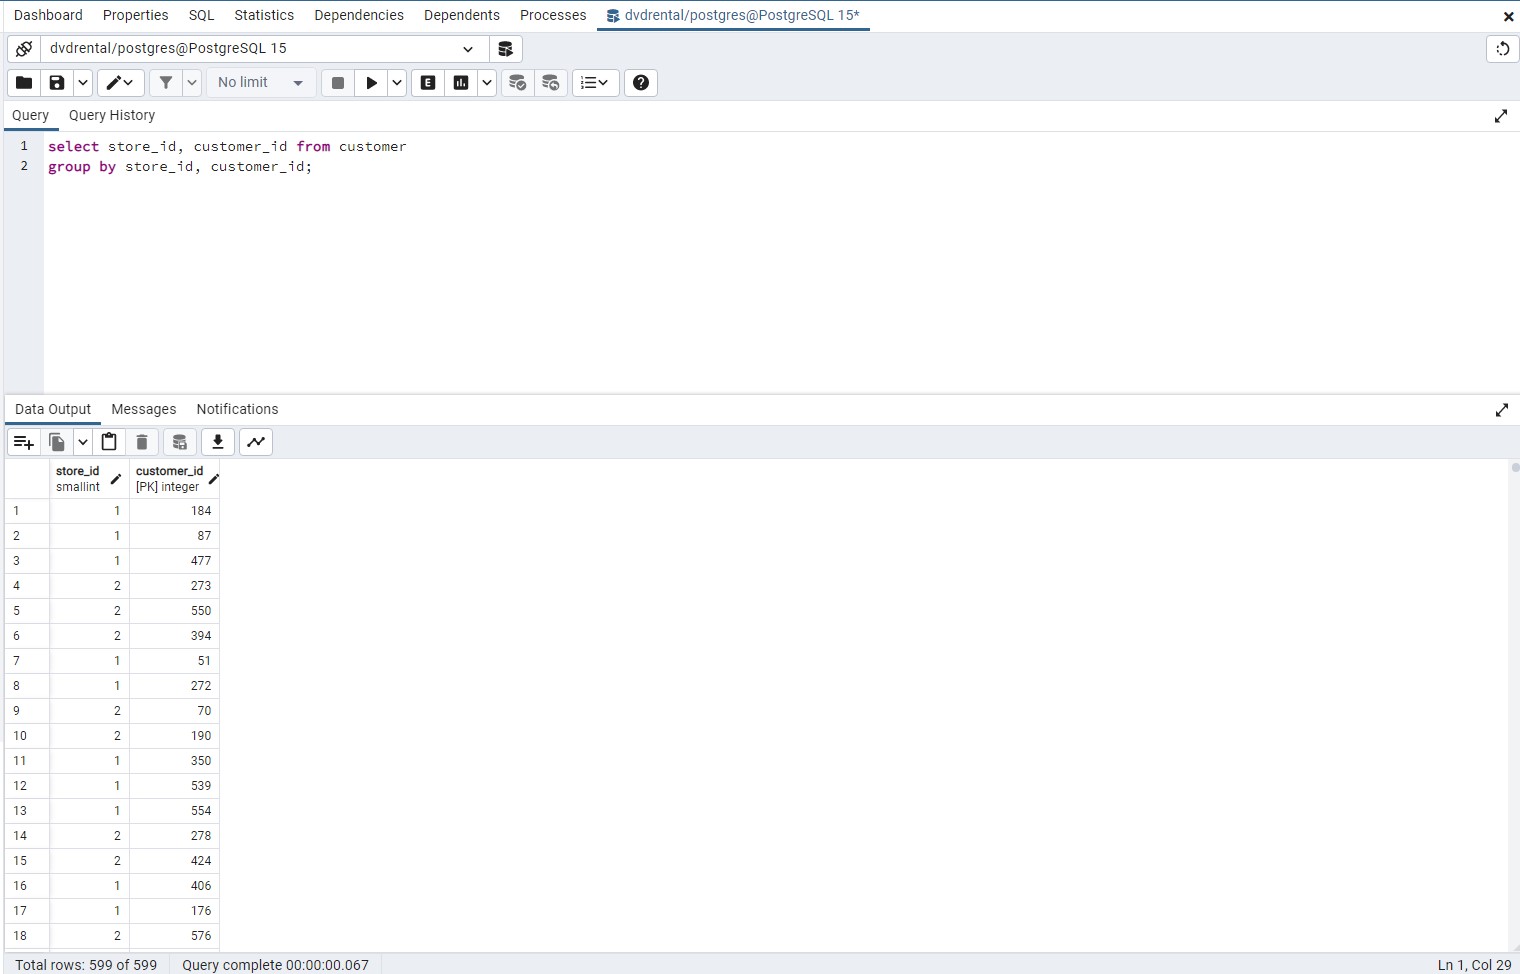 Dashboard Properties SQL Statistics Dependencies Dependents Processes dvdrental/postgres@PostgreSQL 15*
dvdrental/postgres@PostgreSQL 15
No limit
Query Query History
1 select store_id, customer_id from customer
2 group by store_id, customer_id;
Data Output Messages Notifications
store_id customer_id
smallint [PK] integer
1 1 184
2 1 87
3 1 477
4 2 273
5 2 550
6 2 394
7 1 51
8 1 272
9 2 70
10 2 190
11 1 350
12 1 539
13 1 554
14 2 278
15 2 424
16 1 406
17 1 176
18 2 576
Total rows: 599 of 599 Query complete 00:00:00.067 Ln 1, Col 29